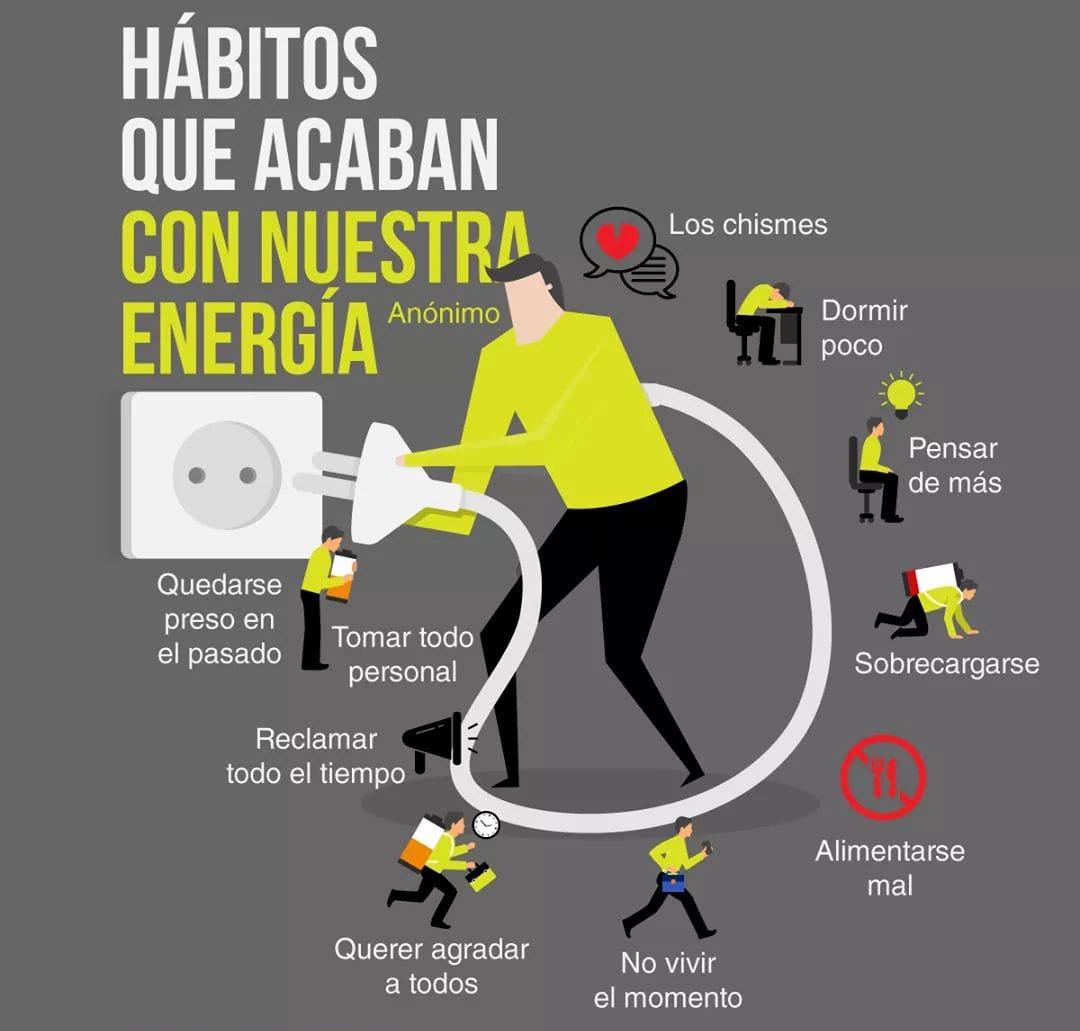 HÁBITOS
QUE ACABAN
CON NUESTRA
ENERGÍA
Anónimo
Los chismes
Dormir
poco
Pensar
de más
Sobrecargarse
Alimentarse
mal
No vivir
el momento
Querer agradar
a todos
Reclamar
todo el tiempo
Tomar todo
personal
Quedarse
preso en
el pasado